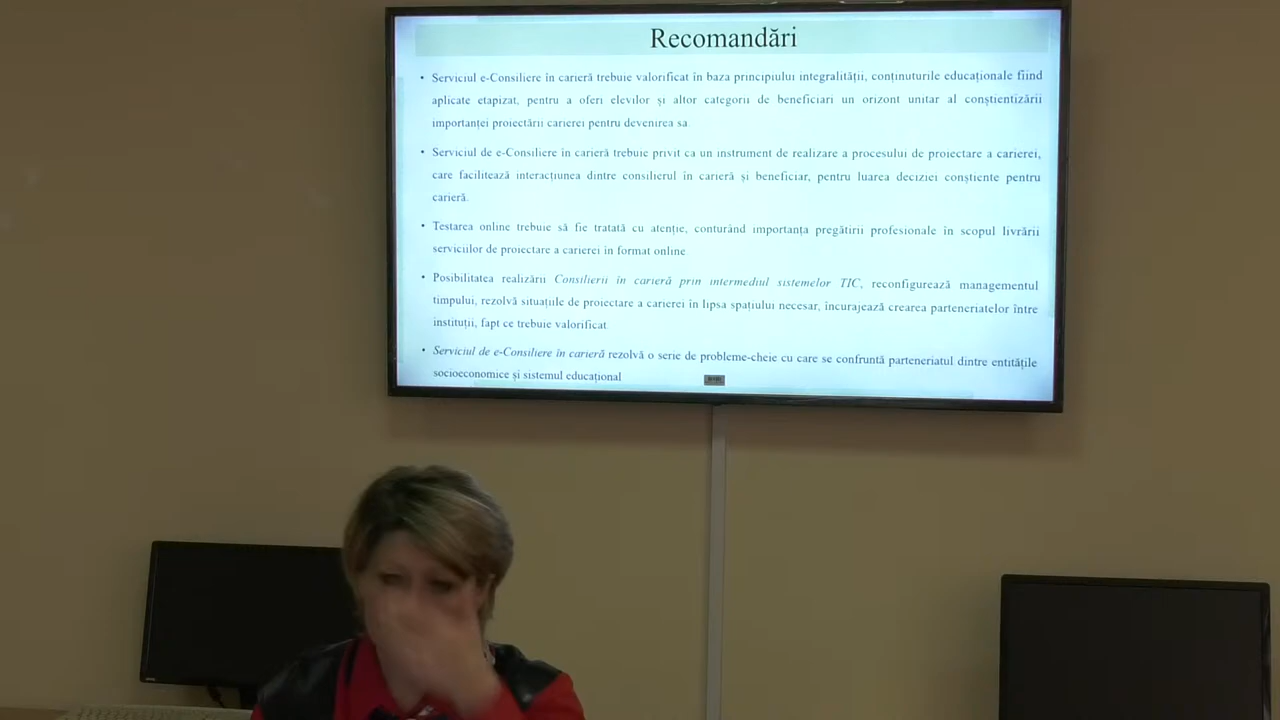 Recomandări
• Serviciul e-Consiliere în carieră trebuie valorificat în baza principiului integralității, conținuturile educaționale fiind
aplicate etapizat, pentru a oferi elevilor și altor categorii de beneficiari un orizont unitar al conștientizării
importanței proiectării carierei pentru devenirea sa.
• Serviciul de e-Consiliere în carieră trebuie privit ca un instrument de realizare a procesului de proiectare a carierei,
care facilitează interacțiunea dintre consilierul în carieră și beneficiar, pentru luarea deciziei conștiente pentru
carieră.
• Testarea online trebuie să fie tratată cu atenție, conturând importanța pregătirii profesionale în scopul livrării
serviciilor de proiectare a carierei în format online
• Posibilitatea realizării Consilierii în carieră prin intermediul sistemelor TIC, reconfigurează managementul
timpului, rezolvă situațiile de proiectare a carierei în lipsa spațiului necesar, încurajează crearea parteneriatelor între
instituții, fapt ce trebuie valorificat
• Serviciul de e-Consiliere în carieră rezolvă o serie de probleme-cheie cu care se confruntă parteneriatul dintre entitățile
socioeconomice și sistemul educațional